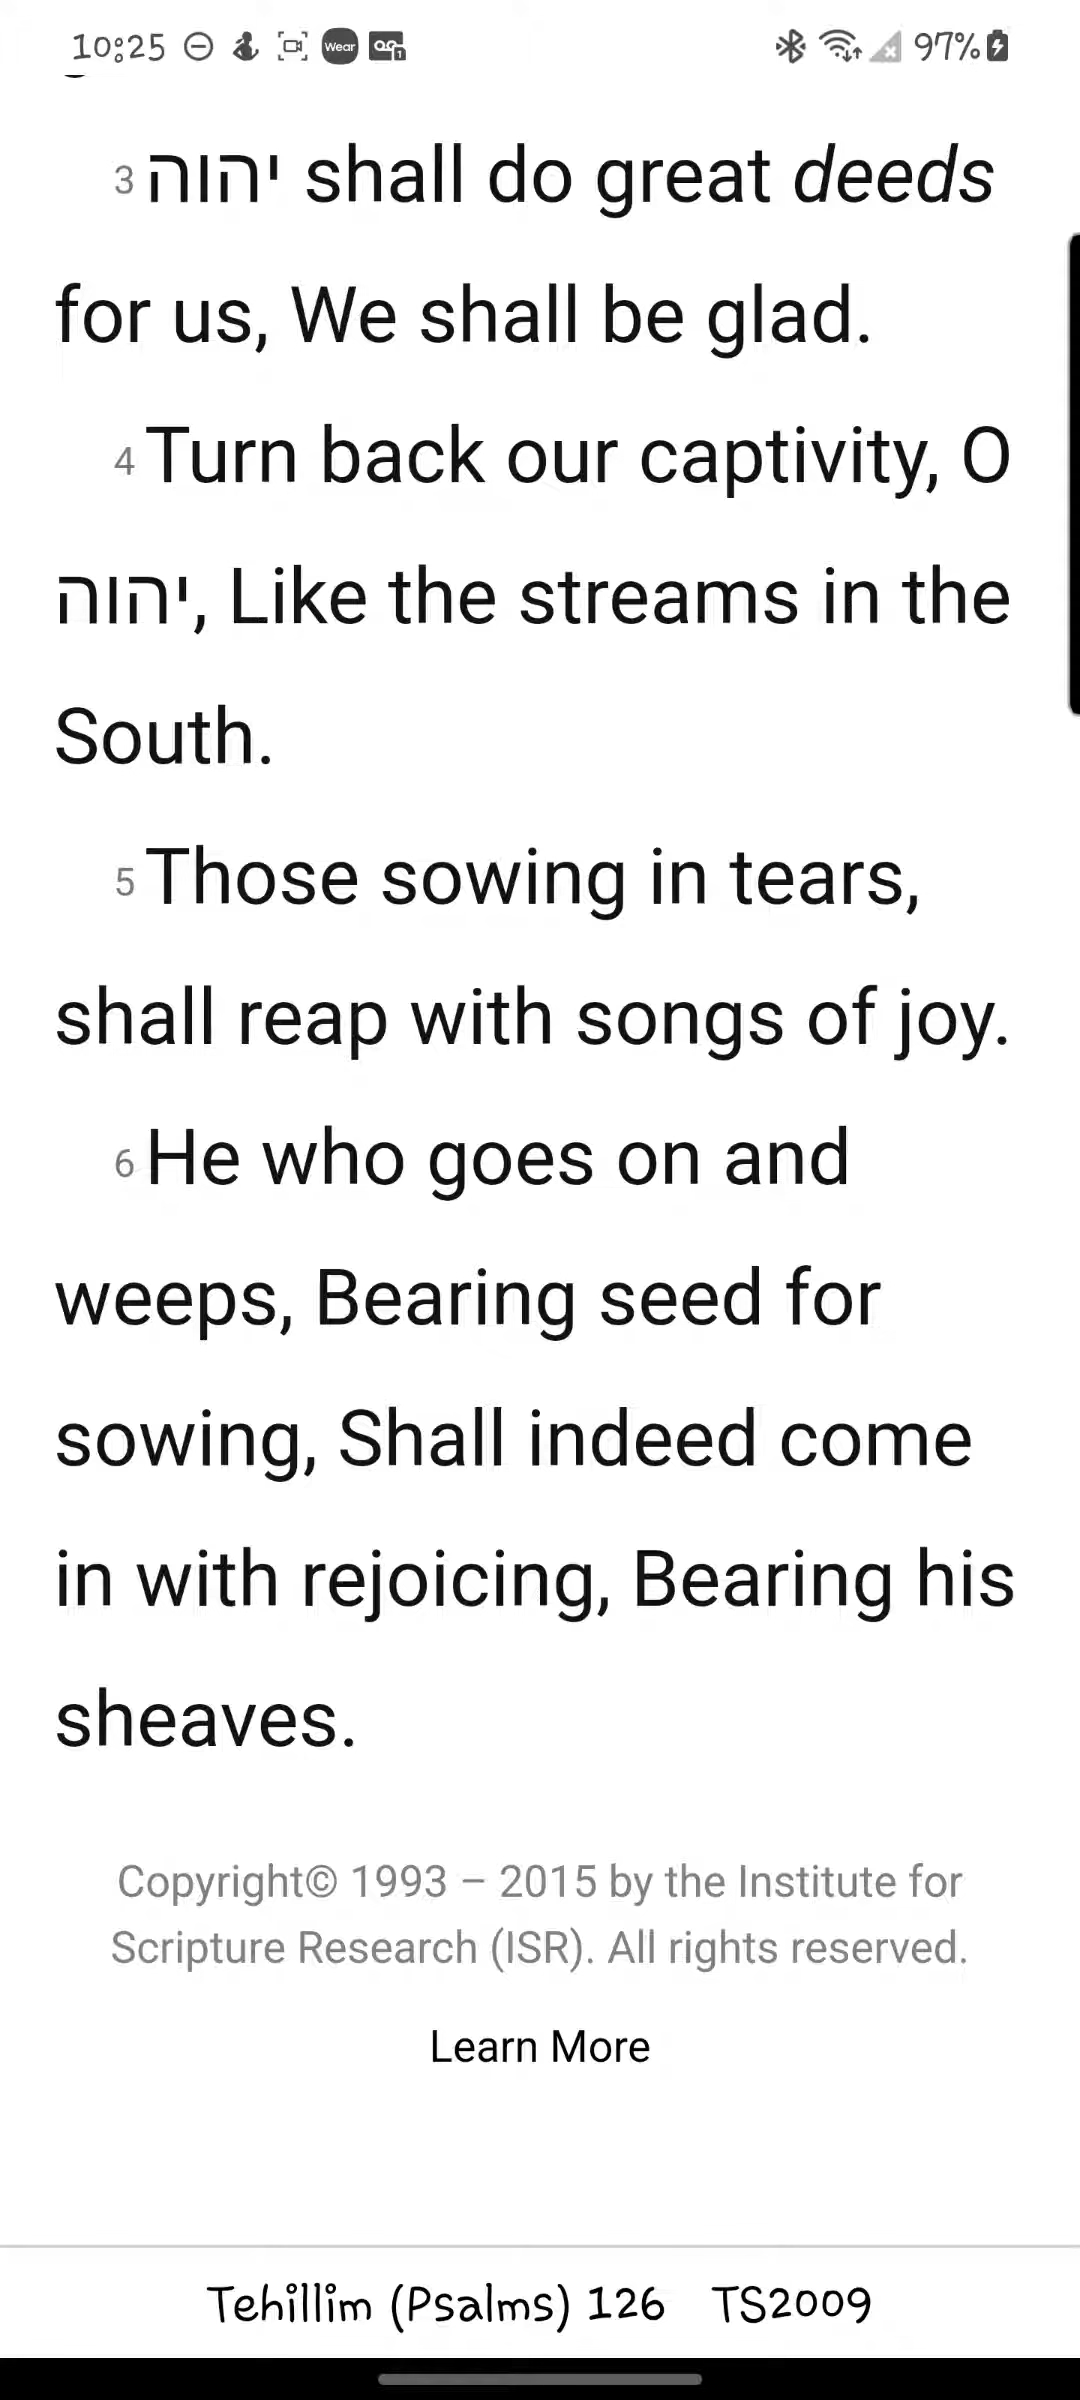 10:25 Wear 1 97%
3 יהוה shall do great deeds
for us, We shall be glad.
4 Turn back our captivity, O
יהוה, Like the streams in the
South.
5 Those sowing in tears,
shall reap with songs of joy.
6 He who goes on and
weeps, Bearing seed for
sowing, Shall indeed come
in with rejoicing, Bearing his
sheaves.
Copyright© 1993 – 2015 by the Institute for
Scripture Research (ISR). All rights reserved.
Learn More
Tehillim (Psalms) 126 TS2009